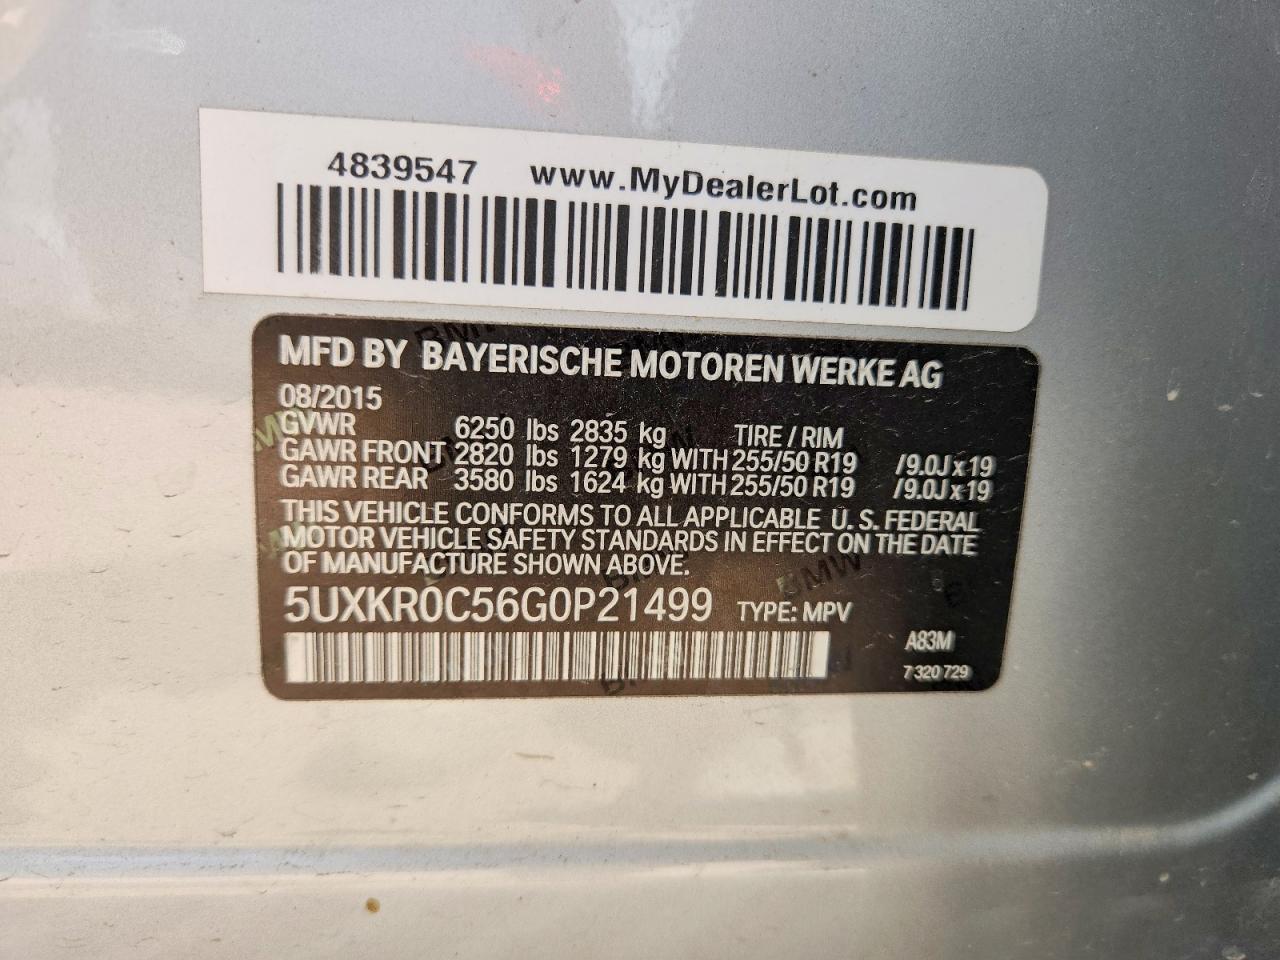 4839547 www.MyDealerLot.com
MFD BY BAYERISCHE MOTOREN WERKE AG
08/2015
GVWR 6250 lbs 2835 kg TIRE / RIM
GAWR FRONT 2820 lbs 1279 kg WITH 255/50 R19 /9.0J x 19
GAWR REAR 3580 lbs 1624 kg WITH 255/50 R19 /9.0J x 19
THIS VEHICLE CONFORMS TO ALL APPLICABLE U. S. FEDERAL
MOTOR VEHICLE SAFETY STANDARDS IN EFFECT ON THE DATE
OF MANUFACTURE SHOWN ABOVE.
5UXKR0C56G0P21499 TYPE: MPV
A83M
7 320 729